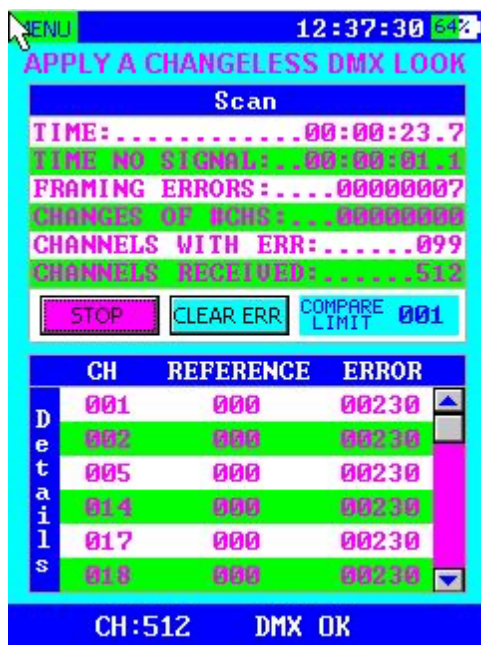 MENU 12:37:30 64%
APPLY A CHANGELESS DMX LOOK
Scan
TIME:............00:00:23.7
TIME NO SIGNAL:..00:00:01.1
FRAMING ERRORS:....00000007
CHANGES OF #CHS:...00000000
CHANNELS WITH ERR:......099
CHANNELS RECEIVED:......512
STOP CLEAR ERR COMPARE LIMIT 001
CH REFERENCE ERROR
Details
001 000 00230
002 000 00230
005 000 00230
014 000 00230
017 000 00230
018 000 00230
CH:512 DMX OK